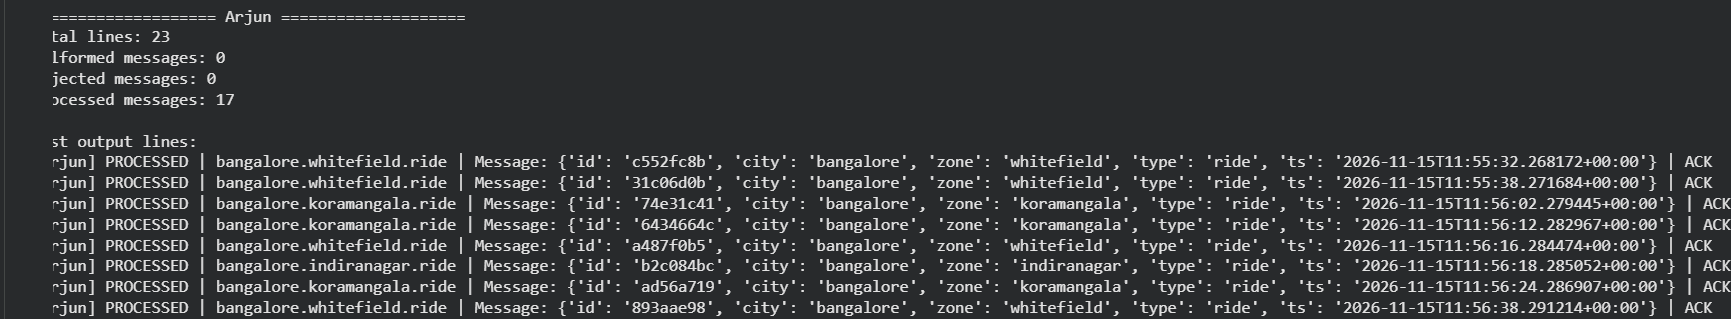 ================== Arjun ====================
tal lines: 23
lformed messages: 0
jected messages: 0
ocessed messages: 17
st output lines:
rjun] PROCESSED | bangalore.whitefield.ride | Message: {'id': 'c552fc8b', 'city': 'bangalore', 'zone': 'whitefield', 'type': 'ride', 'ts': '2026-11-15T11:55:32.268172+00:00'} | ACK
rjun] PROCESSED | bangalore.whitefield.ride | Message: {'id': '31c06d0b', 'city': 'bangalore', 'zone': 'whitefield', 'type': 'ride', 'ts': '2026-11-15T11:55:38.271684+00:00'} | ACK
rjun] PROCESSED | bangalore.koramangala.ride | Message: {'id': '74e31c41', 'city': 'bangalore', 'zone': 'koramangala', 'type': 'ride', 'ts': '2026-11-15T11:56:02.279445+00:00'} | ACK
rjun] PROCESSED | bangalore.koramangala.ride | Message: {'id': '6434664c', 'city': 'bangalore', 'zone': 'koramangala', 'type': 'ride', 'ts': '2026-11-15T11:56:12.282967+00:00'} | ACK
rjun] PROCESSED | bangalore.whitefield.ride | Message: {'id': 'a487f0b5', 'city': 'bangalore', 'zone': 'whitefield', 'type': 'ride', 'ts': '2026-11-15T11:56:16.284474+00:00'} | ACK
rjun] PROCESSED | bangalore.indiranagar.ride | Message: {'id': 'b2c084bc', 'city': 'bangalore', 'zone': 'indiranagar', 'type': 'ride', 'ts': '2026-11-15T11:56:18.285052+00:00'} | ACK
rjun] PROCESSED | bangalore.koramangala.ride | Message: {'id': 'ad56a719', 'city': 'bangalore', 'zone': 'koramangala', 'type': 'ride', 'ts': '2026-11-15T11:56:24.286907+00:00'} | ACK
rjun] PROCESSED | bangalore.whitefield.ride | Message: {'id': '893aae98', 'city': 'bangalore', 'zone': 'whitefield', 'type': 'ride', 'ts': '2026-11-15T11:56:38.291214+00:00'} | ACK